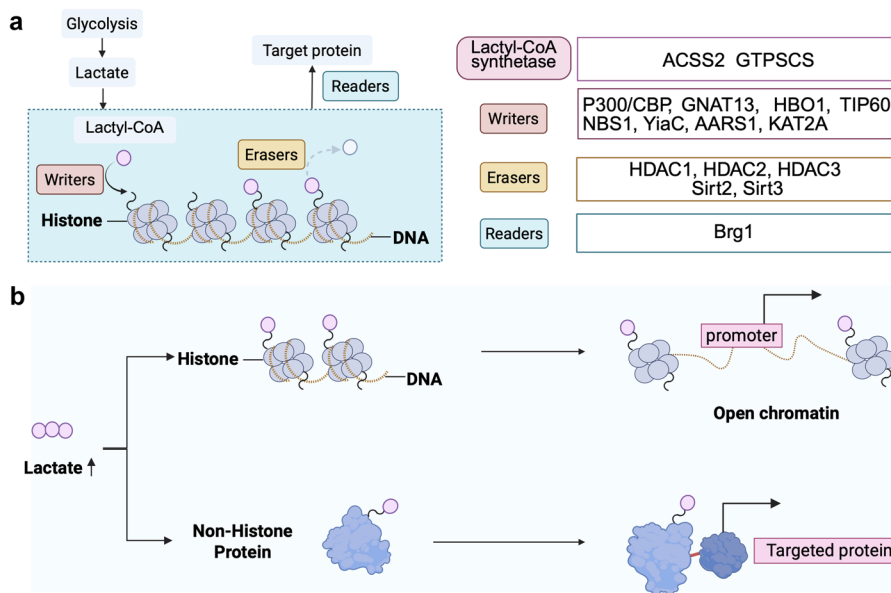 a
Glycolysis
Lactate
Lactyl-CoA
Target protein
Readers
Erasers
Writers
Histone
DNA
Lactyl-CoA
synthetase
ACSS2 GTPSCS
Writers
P300/CBP, GNAT13, HBO1, TIP60
NBS1, YiaC, AARS1, KAT2A
Erasers
HDAC1, HDAC2, HDAC3
Sirt2, Sirt3
Readers
Brg1
b
Histone
DNA
promoter
Open chromatin
Lactate
Non-Histone
Protein
Targeted protein